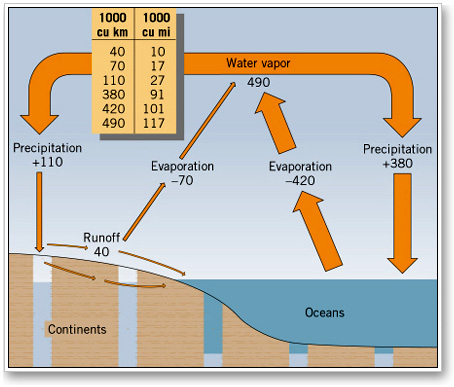 1000 1000
cu km cu mi
40 10
70 17
110 27
380 91
420 101
490 117
Water vapor
490
Precipitation
+110
Evaporation
–70
Evaporation
–420
Precipitation
+380
Runoff
40
Oceans
Continents